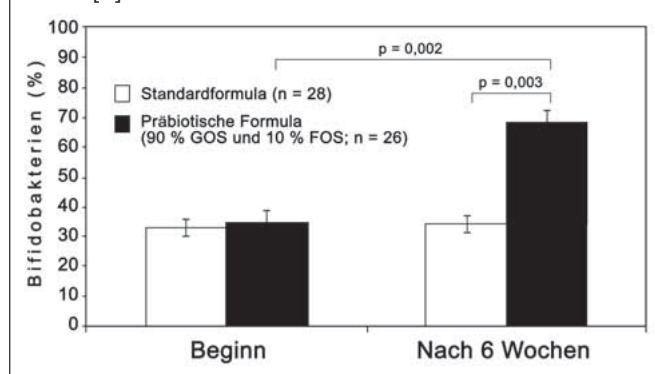 100
90
80
70
60
50
40
30
20
10
0
Bifidobakterien (%)
p = 0,002
p = 0,003
Standardformula (n = 28)
Präbiotische Formula
(90 % GOS und 10 % FOS; n = 26)
Beginn
Nach 6 Wochen